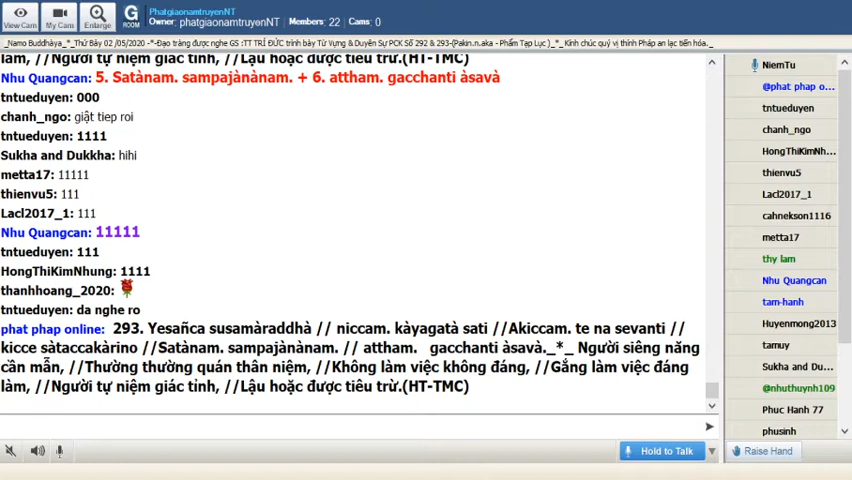 View Cam
My Cam
Enlarge
G ROOM
PhatgiaonamtruyenNT
Owner: phatgiaonamtruyenNT | Members: 22 | Cams: 0
_Namo Buddhàya_*_Thứ Bảy 02 /05/2020 -*-Đạo tràng được nghe GS :TT TRÍ ĐỨC trình bày Từ Vựng & Duyên Sự PCK Số 292 & 293-(Pakin.n.aka - Phẩm Tạp Lục )_*_ Kính chúc quý vị thính Pháp an lạc tiến hóa._
làm, //Người tự niệm giác tỉnh, //Lậu hoặc được tiêu trừ.(HT-TMC)
Nhu Quangcan: 5. Satànam. sampajànànam. + 6. attham. gacchanti àsavà
tntueduyen: 000
chanh_ngo: giật tiep roi
tntueduyen: 1111
Sukha and Dukkha: hihi
metta17: 11111
thienvu5: 111
Lacl2017_1: 111
Nhu Quangcan: 11111
tntueduyen: 111
HongThiKimNhung: 1111
thanhhoang_2020:
tntueduyen: da nghe ro
phat phap online: 293. Yesañca susamàraddhà // niccam. kàyagatà sati //Akiccam. te na sevanti //
kicce sàtaccakàrino //Satànam. sampajànànam. // attham. gacchanti àsavà._*_ Người siêng năng
cần mẫn, //Thường thường quán thân niệm, //Không làm việc không đáng, //Gắng làm việc đáng
làm, //Người tự niệm giác tỉnh, //Lậu hoặc được tiêu trừ.(HT-TMC)
Hold to Talk
NiemTu
@phat phap o...
tntueduyen
chanh_ngo
HongThiKimNh...
thienvu5
Lacl2017_1
cahnekson1116
metta17
thy lam
Nhu Quangcan
tam-hanh
Huyenmong2013
tamuy
Sukha and Du...
@nhuthuynh109
Phuc Hanh 77
phusinh
Raise Hand